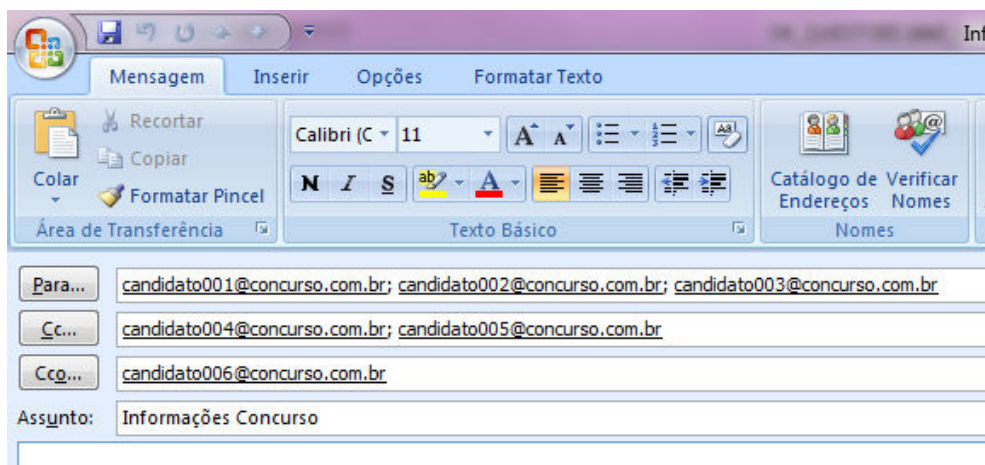 Inf
Mensagem Inserir Opções Formatar Texto
Colar
Recortar
Copiar
Formatar Pincel
Área de Transferência
Calibri (C 11
N I S
Texto Básico
Catálogo de Endereços
Verificar Nomes
Nomes
Para... candidato001@concurso.com.br; candidato002@concurso.com.br; candidato003@concurso.com.br
Cc... candidato004@concurso.com.br; candidato005@concurso.com.br
Cco... candidato006@concurso.com.br
Assunto: Informações Concurso